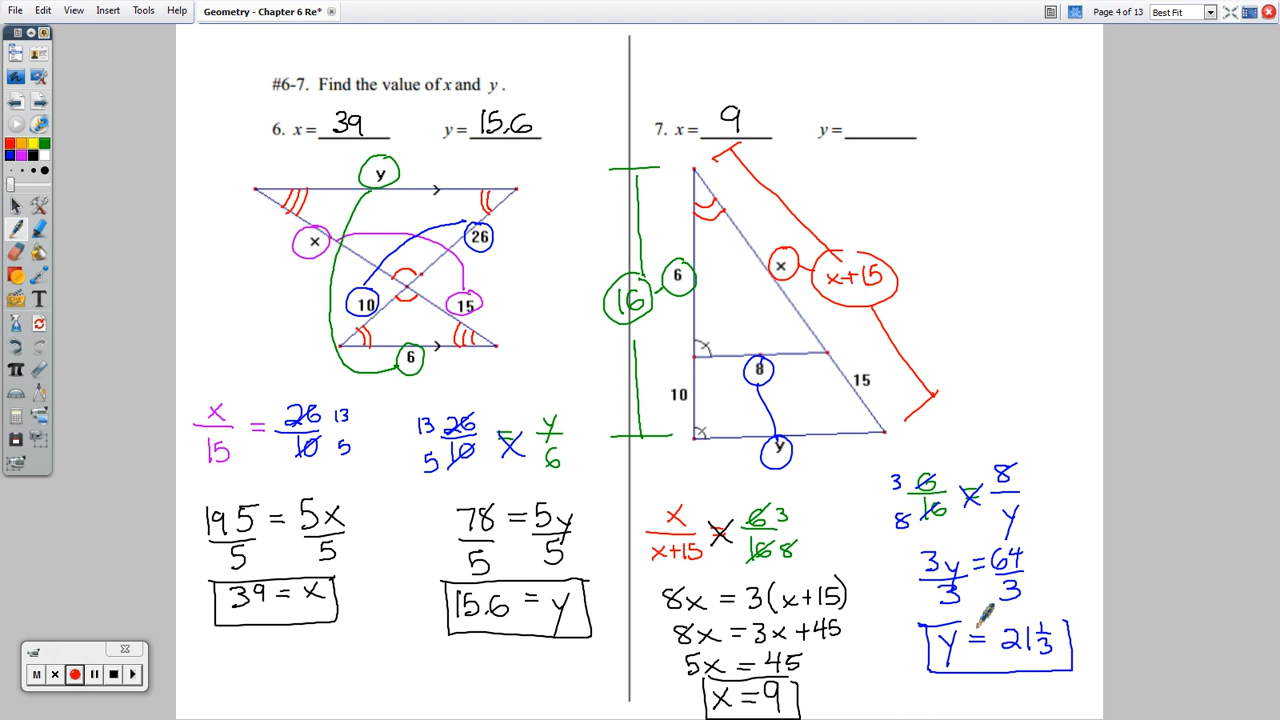 File Edit View Insert Tools Help
Geometry - Chapter 6 Re* ×
Page 4 of 13
Best Fit
#6-7. Find the value of x and y.
6. x = 39 y = 15.6
y
x
26
10
15
6
x/15 = 26/10 13 5
13 5 26/10 = y/6
195/5 = 5x/5
78/5 = 5y/5
39 = x
15.6 = y
7. x = 9 y =
16
6
x
x+15
8
10
15
y
x x
x/x+15 = 6/16 3 8
3 8 6/16 = 8/y
8x = 3(x+15)
8x = 3x+45
5x = 45
x = 9
3y/3 = 64/3
y = 21 1/3
M